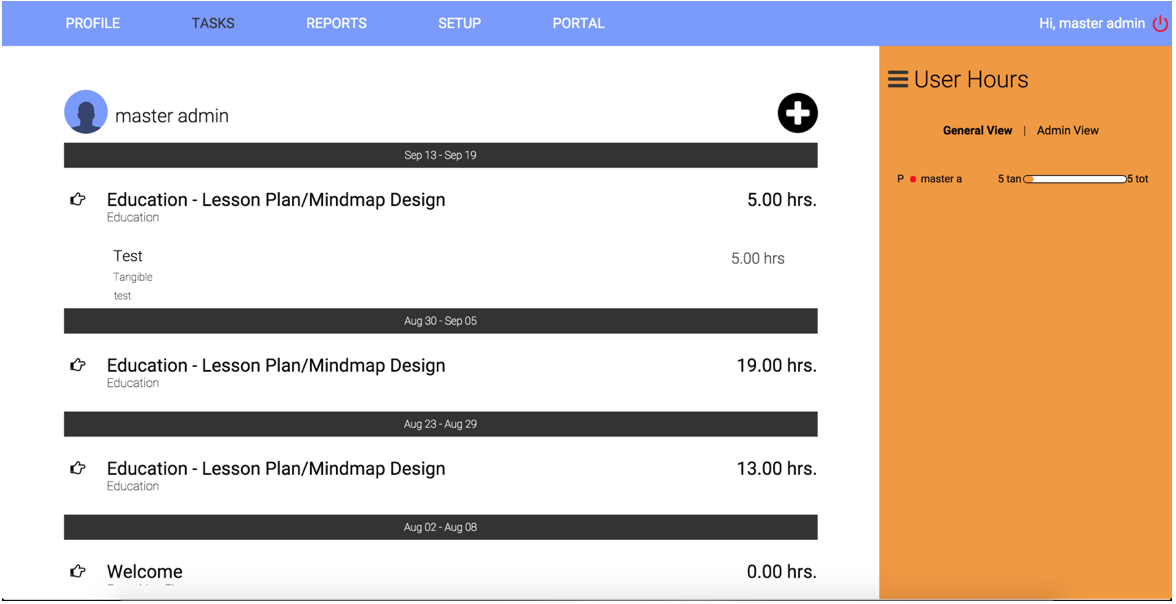 PROFILE TASKS REPORTS SETUP PORTAL Hi, master admin
master admin
Sep 13 - Sep 19
Education - Lesson Plan/Mindmap Design 5.00 hrs.
Education
Test 5.00 hrs
Tangible
test
Aug 30 - Sep 05
Education - Lesson Plan/Mindmap Design 19.00 hrs.
Education
Aug 23 - Aug 29
Education - Lesson Plan/Mindmap Design 13.00 hrs.
Education
Aug 02 - Aug 08
Welcome 0.00 hrs.
User Hours
General View | Admin View
P master a 5 tan 5 tot